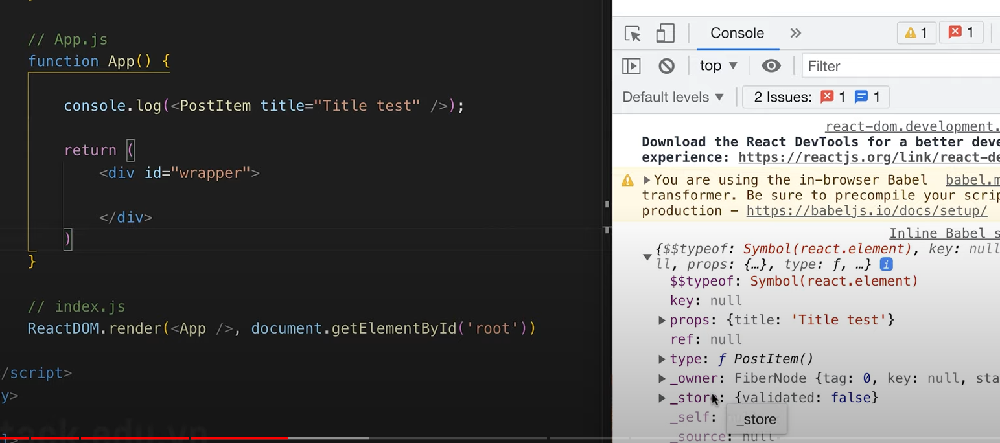 // App.js
function App() {
console.log(<PostItem title="Title test" />);
return (
<div id="wrapper">
</div>
)
}
// index.js
ReactDOM.render(<App />, document.getElementById('root'))
/script>
y>
tack.edu.vn
Console
1
1
top
Filter
Default levels
2 Issues:
1
1
react-dom.development.
Download the React DevTools for a better deve
experience: https://reactjs.org/link/react-de
You are using the in-browser Babel
babel.m
transformer. Be sure to precompile your scrip
production - https://babeljs.io/docs/setup/
Inline Babel s
{$$typeof: Symbol(react.element), key: null
ll, props: {…}, type: ƒ, …}
i
$$typeof: Symbol(react.element)
key: null
props: {title: 'Title test'}
ref: null
type: ƒ PostItem()
_owner: FiberNode {tag: 0, key: null, sta
_store: {validated: false}
_self:
_store
_source: null